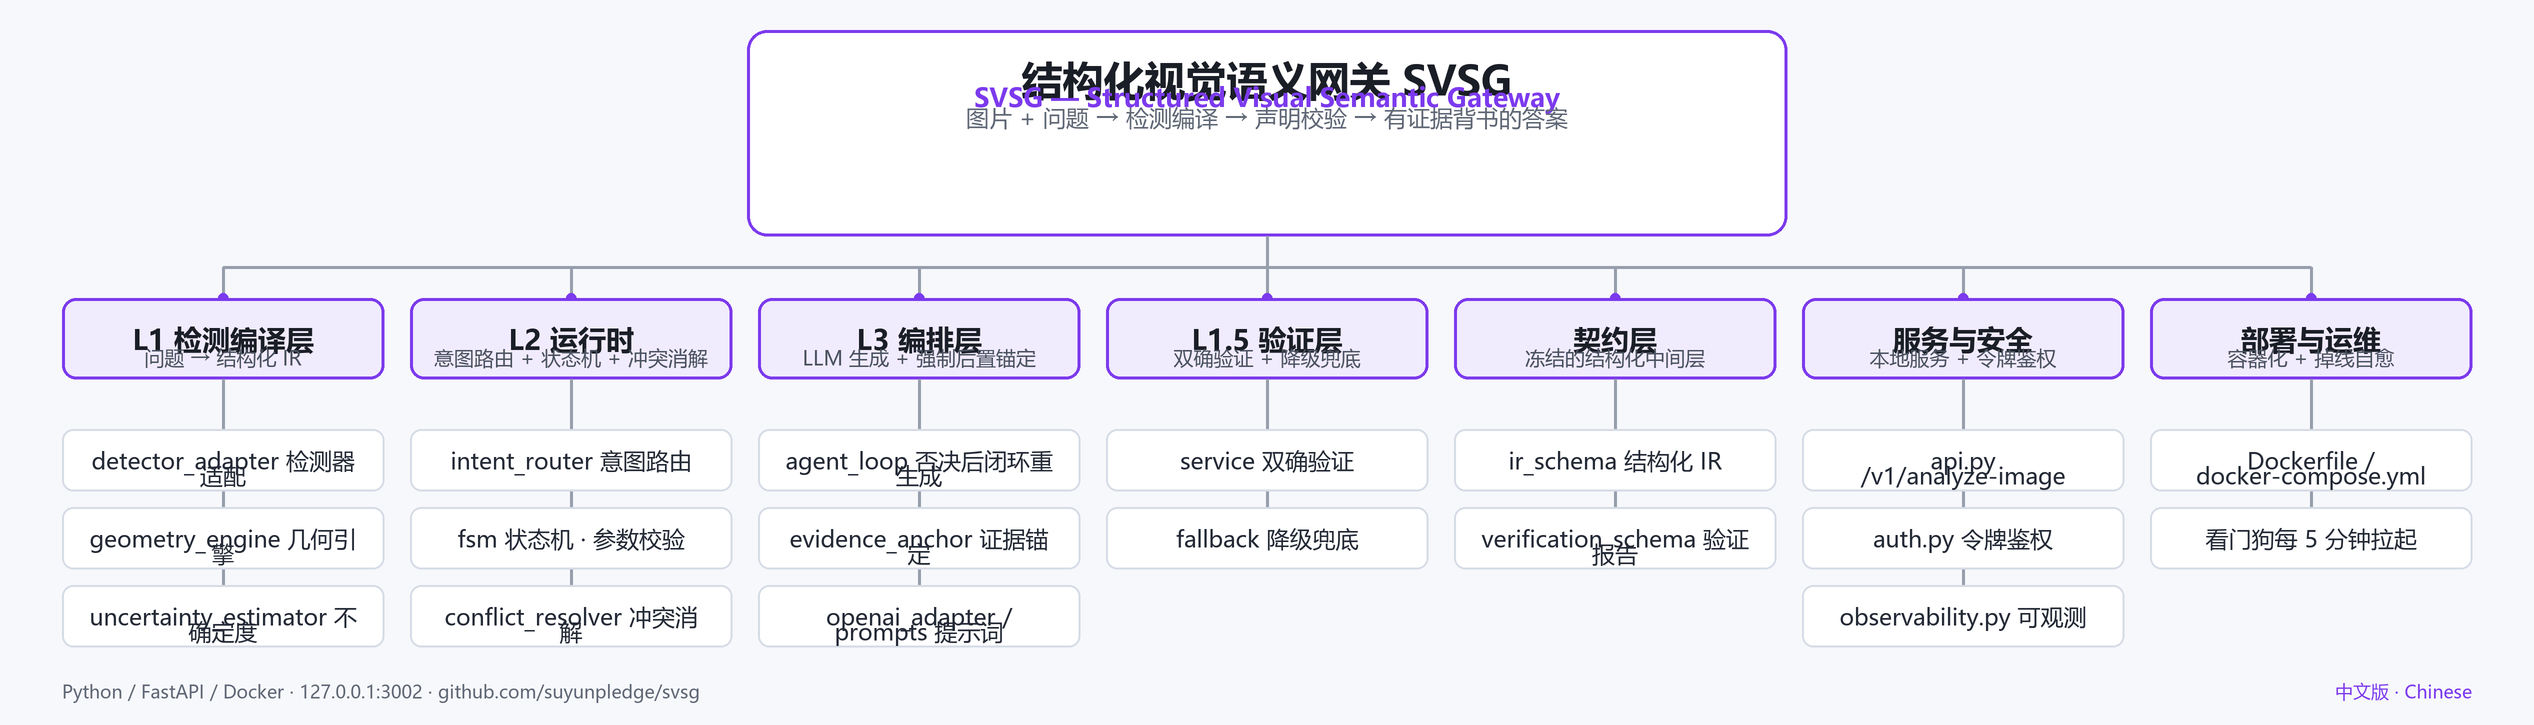 结构化视觉语义网关 SVSG
SVSG — Structured Visual Semantic Gateway
图片 + 问题 → 检测编译 → 声明校验 → 有证据背书的答案
L1 检测编译层
问题 → 结构化 IR
L2 运行时
意图路由 + 状态机 + 冲突消解
L3 编排层
LLM 生成 + 强制后置锚定
L1.5 验证层
双确验证 + 降级兜底
契约层
冻结的结构化中间层
服务与安全
本地服务 + 令牌鉴权
部署与运维
容器化 + 掉线自愈
detector_adapter 检测器
适配
geometry_engine 几何引
擎
uncertainty_estimator 不
确定度
intent_router 意图路由
fsm 状态机 · 参数校验
conflict_resolver 冲突消
解
agent_loop 否决后闭环重
生成
evidence_anchor 证据锚
定
openai_adapter /
prompts 提示词
service 双确验证
fallback 降级兜底
ir_schema 结构化 IR
verification_schema 验证
报告
api.py
/v1/analyze-image
auth.py 令牌鉴权
observability.py 可观测
Dockerfile /
docker-compose.yml
看门狗每 5 分钟拉起
Python / FastAPI / Docker · 127.0.0.1:3002 · github.com/suyunpledge/svsg
中文版 · Chinese